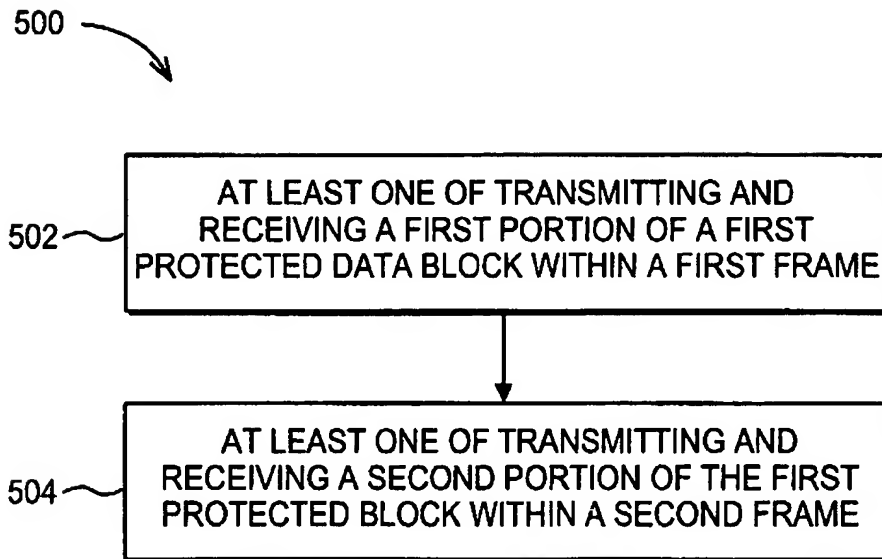 500
502
AT LEAST ONE OF TRANSMITTING AND
RECEIVING A FIRST PORTION OF A FIRST
PROTECTED DATA BLOCK WITHIN A FIRST FRAME
504
AT LEAST ONE OF TRANSMITTING AND
RECEIVING A SECOND PORTION OF THE FIRST
PROTECTED BLOCK WITHIN A SECOND FRAME